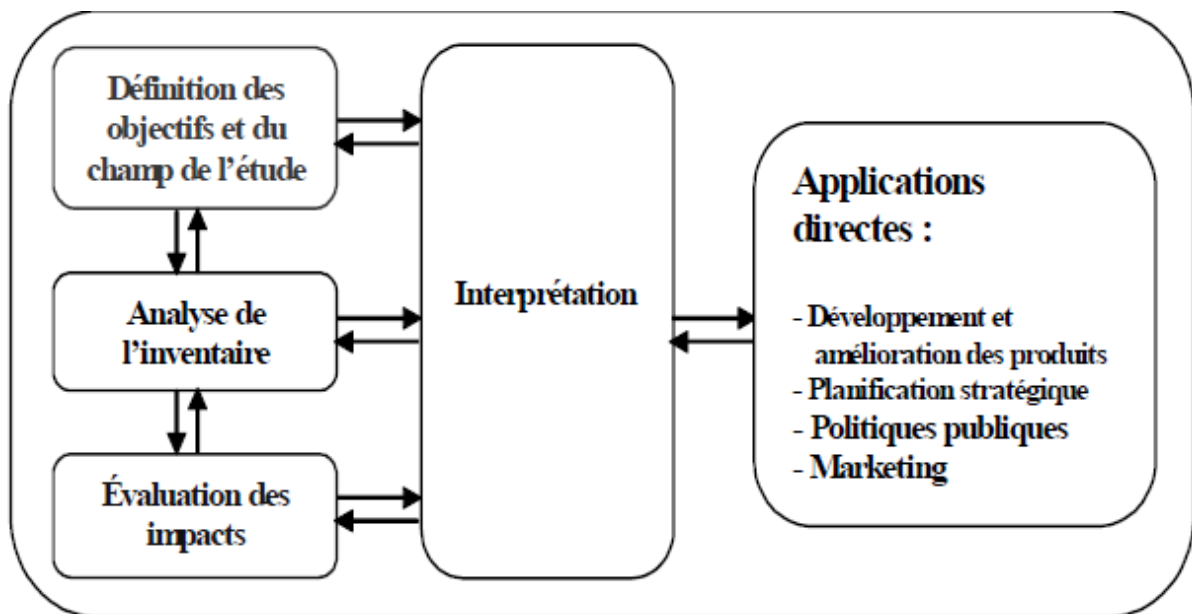 Définition des
objectifs et du
champ de l'étude
Analyse de
l'inventaire
Évaluation des
impacts
Interprétation
Applications
directes :
- Développement et
amélioration des produits
- Planification stratégique
- Politiques publiques
- Marketing